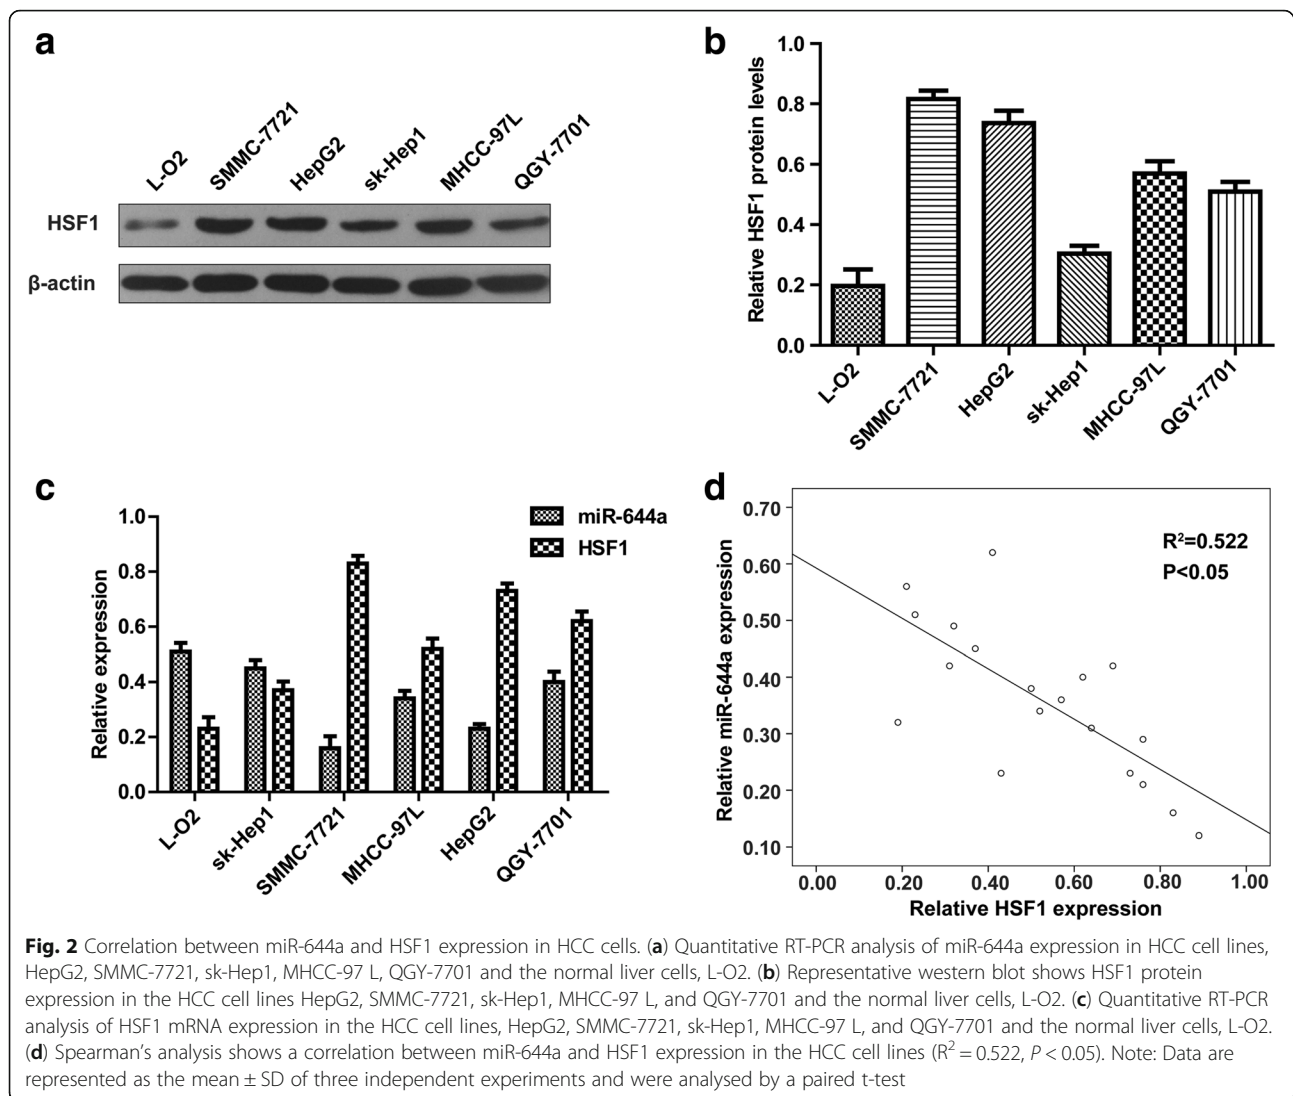 a
L-O2
SMMC-7721
HepG2
sk-Hep1
MHCC-97L
QGY-7701
HSF1
β-actin
b
Relative HSF1 protein levels
1.0
0.8
0.6
0.4
0.2
0.0
L-O2
SMMC-7721
HepG2
sk-Hep1
MHCC-97L
QGY-7701
c
Relative expression
1.0
0.8
0.6
0.4
0.2
0.0
miR-644a
HSF1
L-O2
sk-Hep1
SMMC-7721
MHCC-97L
HepG2
QGY-7701
d
Relative miR-644a expression
0.70
0.60
0.50
0.40
0.30
0.20
0.10
R²=0.522
P<0.05
0.00 0.20 0.40 0.60 0.80 1.00
Relative HSF1 expression
Fig. 2 Correlation between miR-644a and HSF1 expression in HCC cells. (a) Quantitative RT-PCR analysis of miR-644a expression in HCC cell lines,
HepG2, SMMC-7721, sk-Hep1, MHCC-97 L, QGY-7701 and the normal liver cells, L-O2. (b) Representative western blot shows HSF1 protein
expression in the HCC cell lines HepG2, SMMC-7721, sk-Hep1, MHCC-97 L, and QGY-7701 and the normal liver cells, L-O2. (c) Quantitative RT-PCR
analysis of HSF1 mRNA expression in the HCC cell lines, HepG2, SMMC-7721, sk-Hep1, MHCC-97 L, and QGY-7701 and the normal liver cells, L-O2.
(d) Spearman's analysis shows a correlation between miR-644a and HSF1 expression in the HCC cell lines (R² = 0.522, P < 0.05). Note: Data are
represented as the mean ± SD of three independent experiments and were analysed by a paired t-test